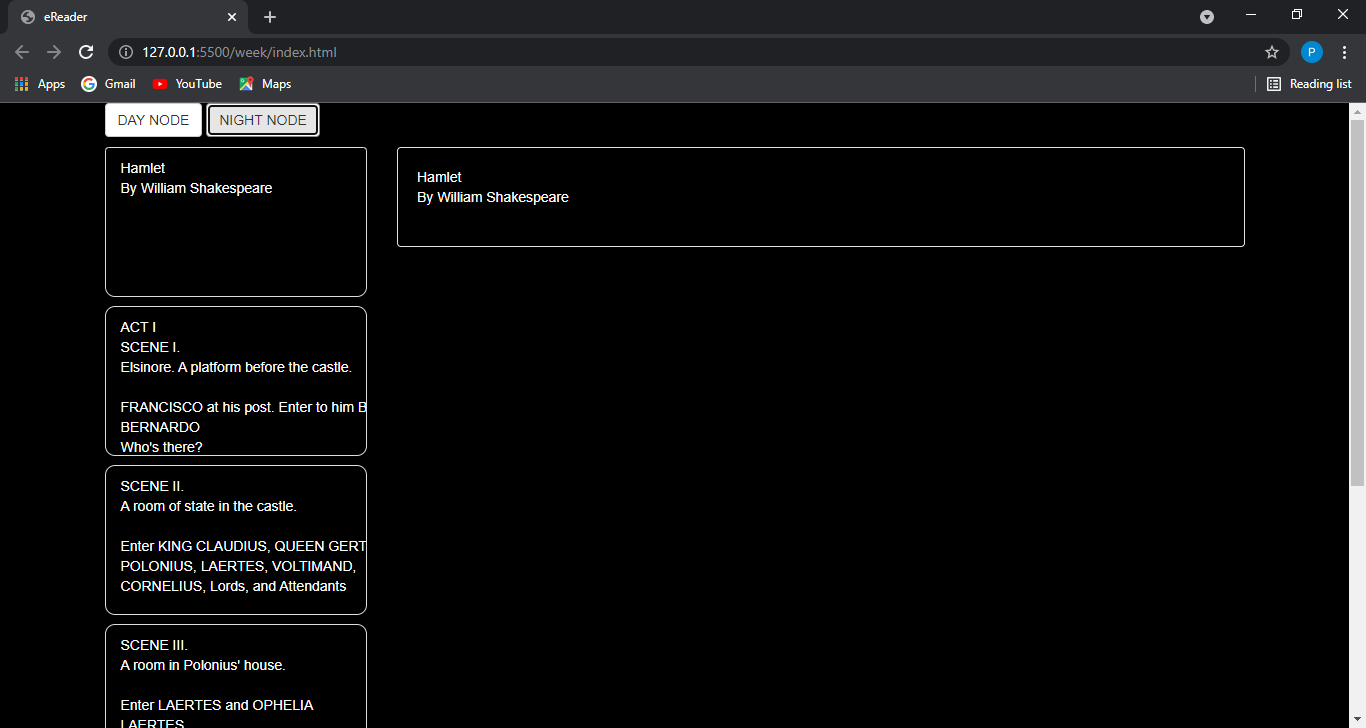 eReader
127.0.0.1:5500/week/index.html
P
Apps
Gmail
YouTube
Maps
Reading list
DAY NODE
NIGHT NODE
Hamlet
By William Shakespeare
ACT I
SCENE I.
Elsinore. A platform before the castle.
FRANCISCO at his post. Enter to him B
BERNARDO
Who's there?
SCENE II.
A room of state in the castle.
Enter KING CLAUDIUS, QUEEN GERT
POLONIUS, LAERTES, VOLTIMAND,
CORNELIUS, Lords, and Attendants
SCENE III.
A room in Polonius' house.
Enter LAERTES and OPHELIA
LAERTES
Hamlet
By William Shakespeare